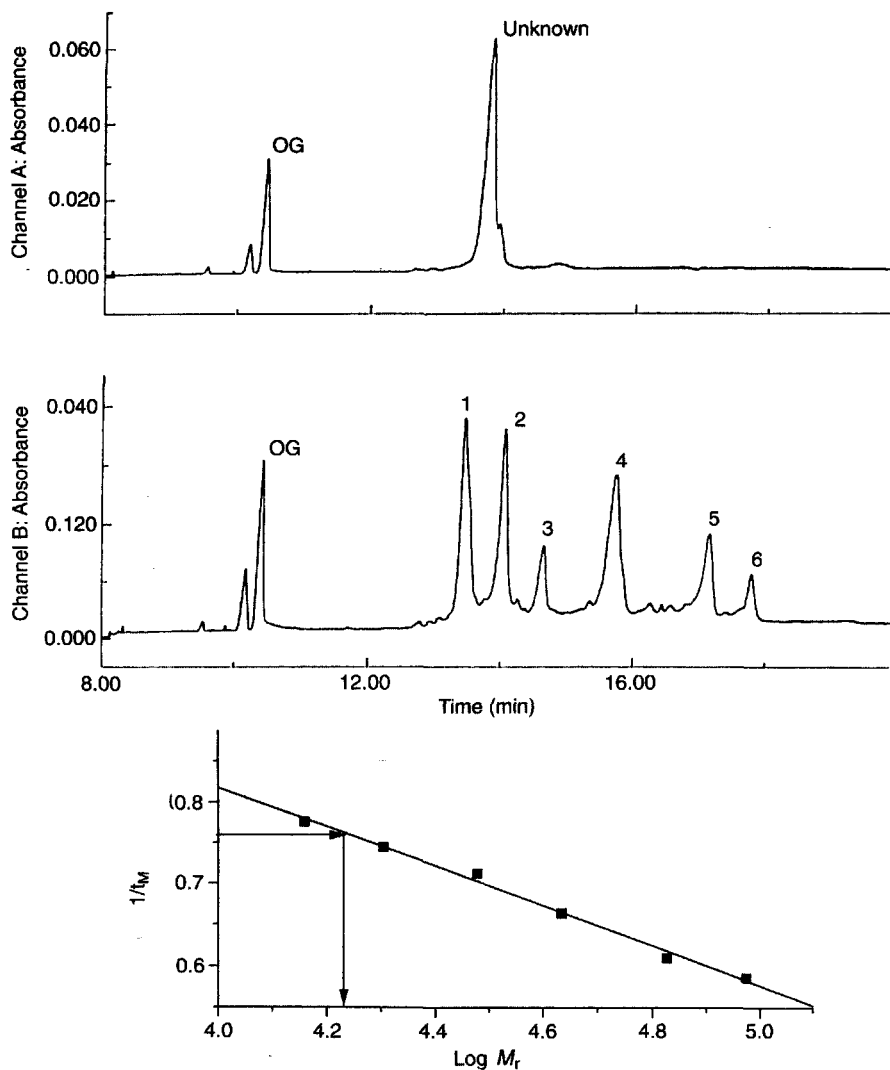 Unknown
0.060
0.040
0.020
0.000
OG
Channel A: Absorbance
0.040
0.120
0.000
OG
1
2
3
4
5
6
Channel B: Absorbance
8.00 12.00 16.00
Time (min)
0.8
0.7
0.6
1/tM
4.0 4.2 4.4 4.6 4.8 5.0
Log Mr